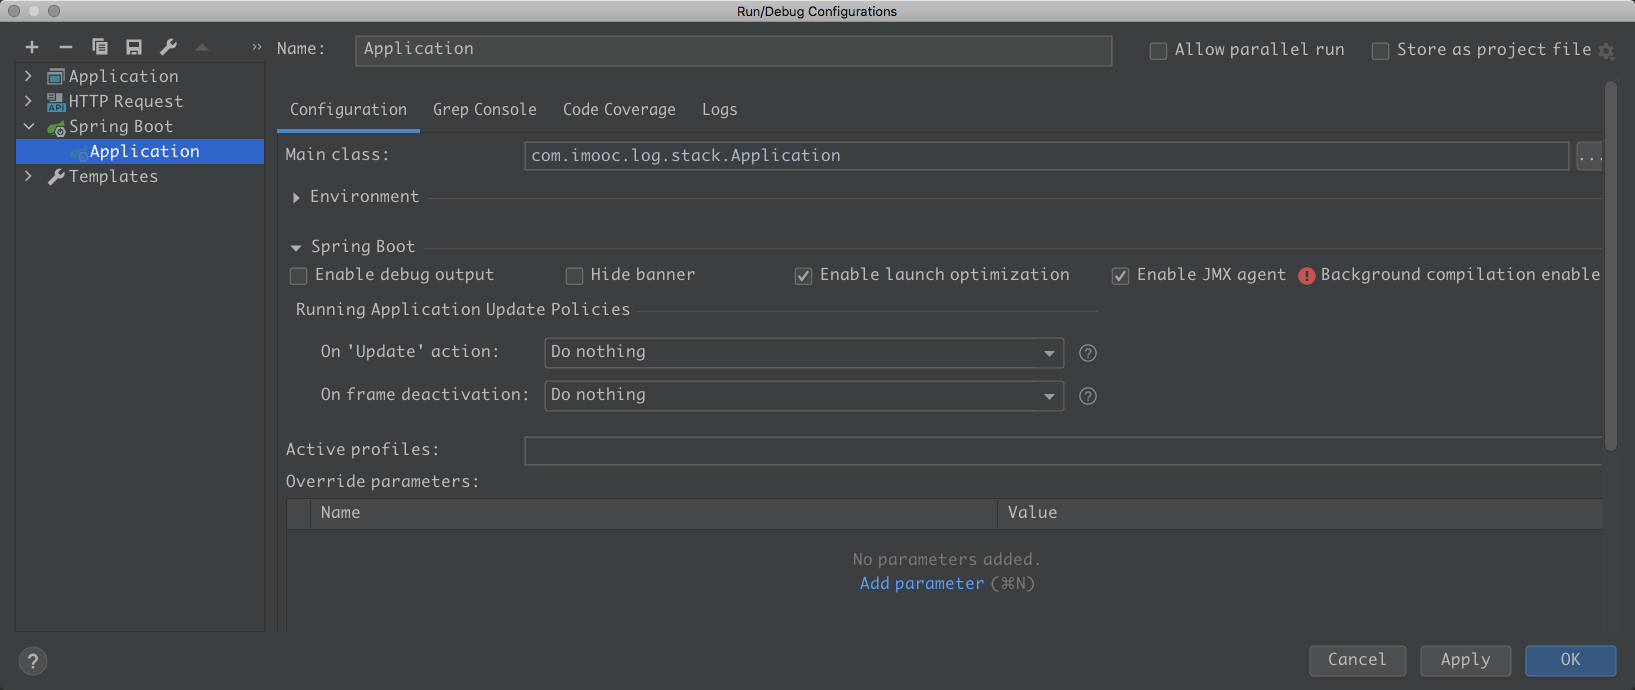 Run/Debug Configurations
Name: Application Allow parallel run Store as project file
Application
HTTP Request
Spring Boot
Application
Templates
Configuration Grep Console Code Coverage Logs
Main class: com.imooc.log.stack.Application ...
Environment
Spring Boot
Enable debug output Hide banner Enable launch optimization Enable JMX agent Background compilation enable
Running Application Update Policies
On 'Update' action: Do nothing ?
On frame deactivation: Do nothing ?
Active profiles:
Override parameters:
Name Value
No parameters added.
Add parameter (⌘N)
? Cancel Apply OK